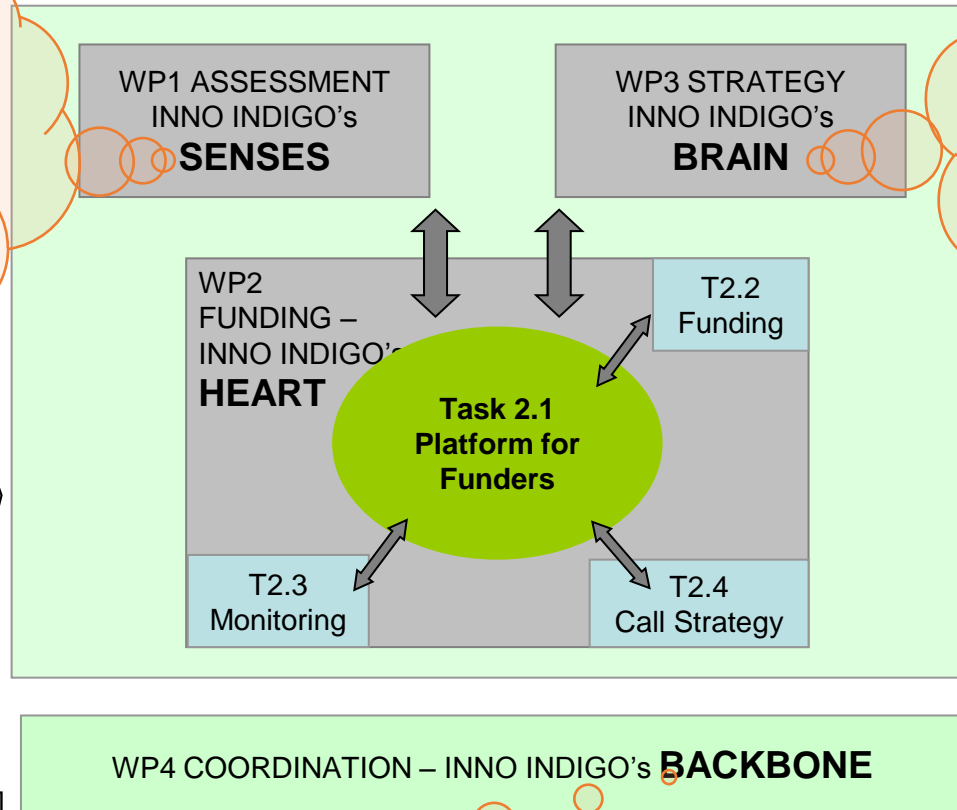 WP1 ASSESSMENT
INNO INDIGO's
SENSES
WP3 STRATEGY
INNO INDIGO's
BRAIN
WP2
FUNDING –
INNO INDIGO's
HEART
T2.2
Funding
Task 2.1
Platform for
Funders
T2.3
Monitoring
T2.4
Call Strategy
WP4 COORDINATION – INNO INDIGO's BACKBONE